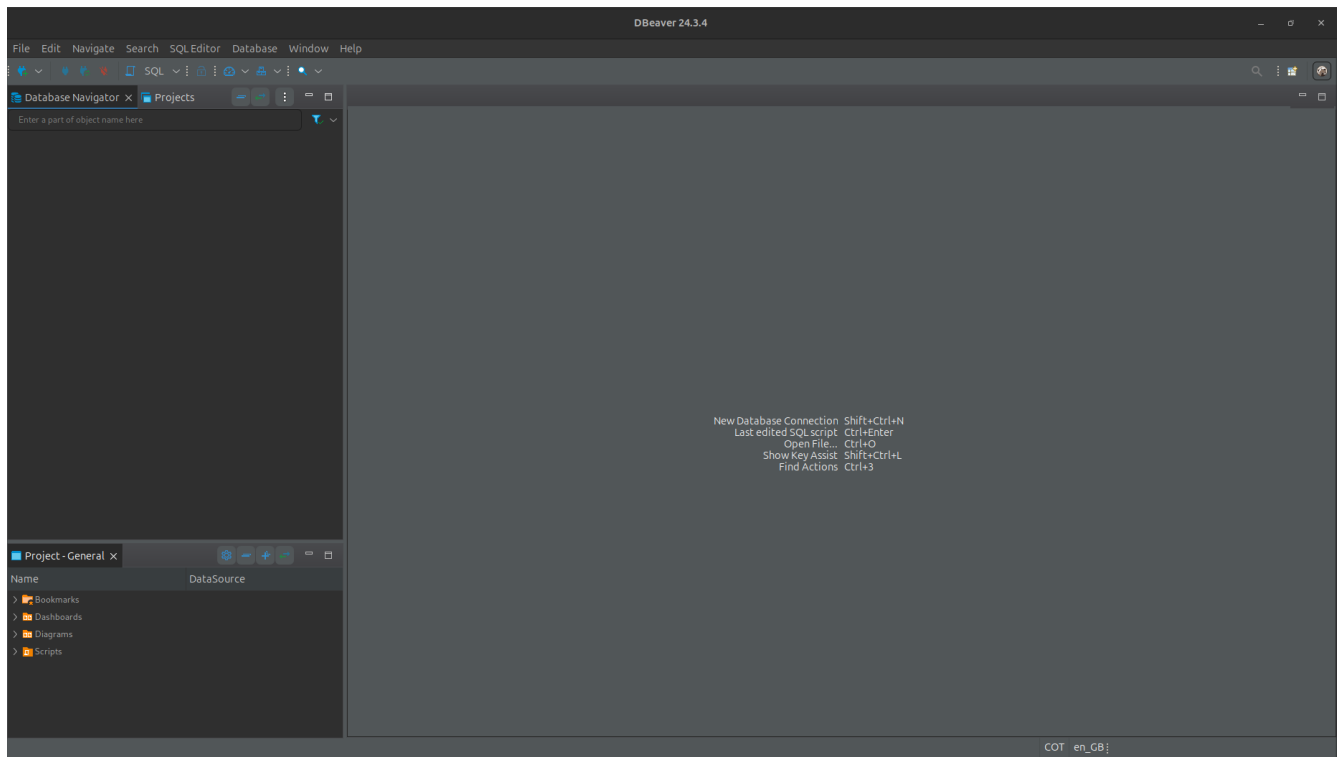 DBeaver 24.3.4
File Edit Navigate Search SQL Editor Database Window Help
SQL
Database Navigator Projects
Enter a part of object name here
New Database Connection Shift+Ctrl+N
Last edited SQL script Ctrl+Enter
Open File... Ctrl+O
Show Key Assist Shift+Ctrl+L
Find Actions Ctrl+3
Project - General
Name DataSource
Bookmarks
Dashboards
Diagrams
Scripts
COT en_GB